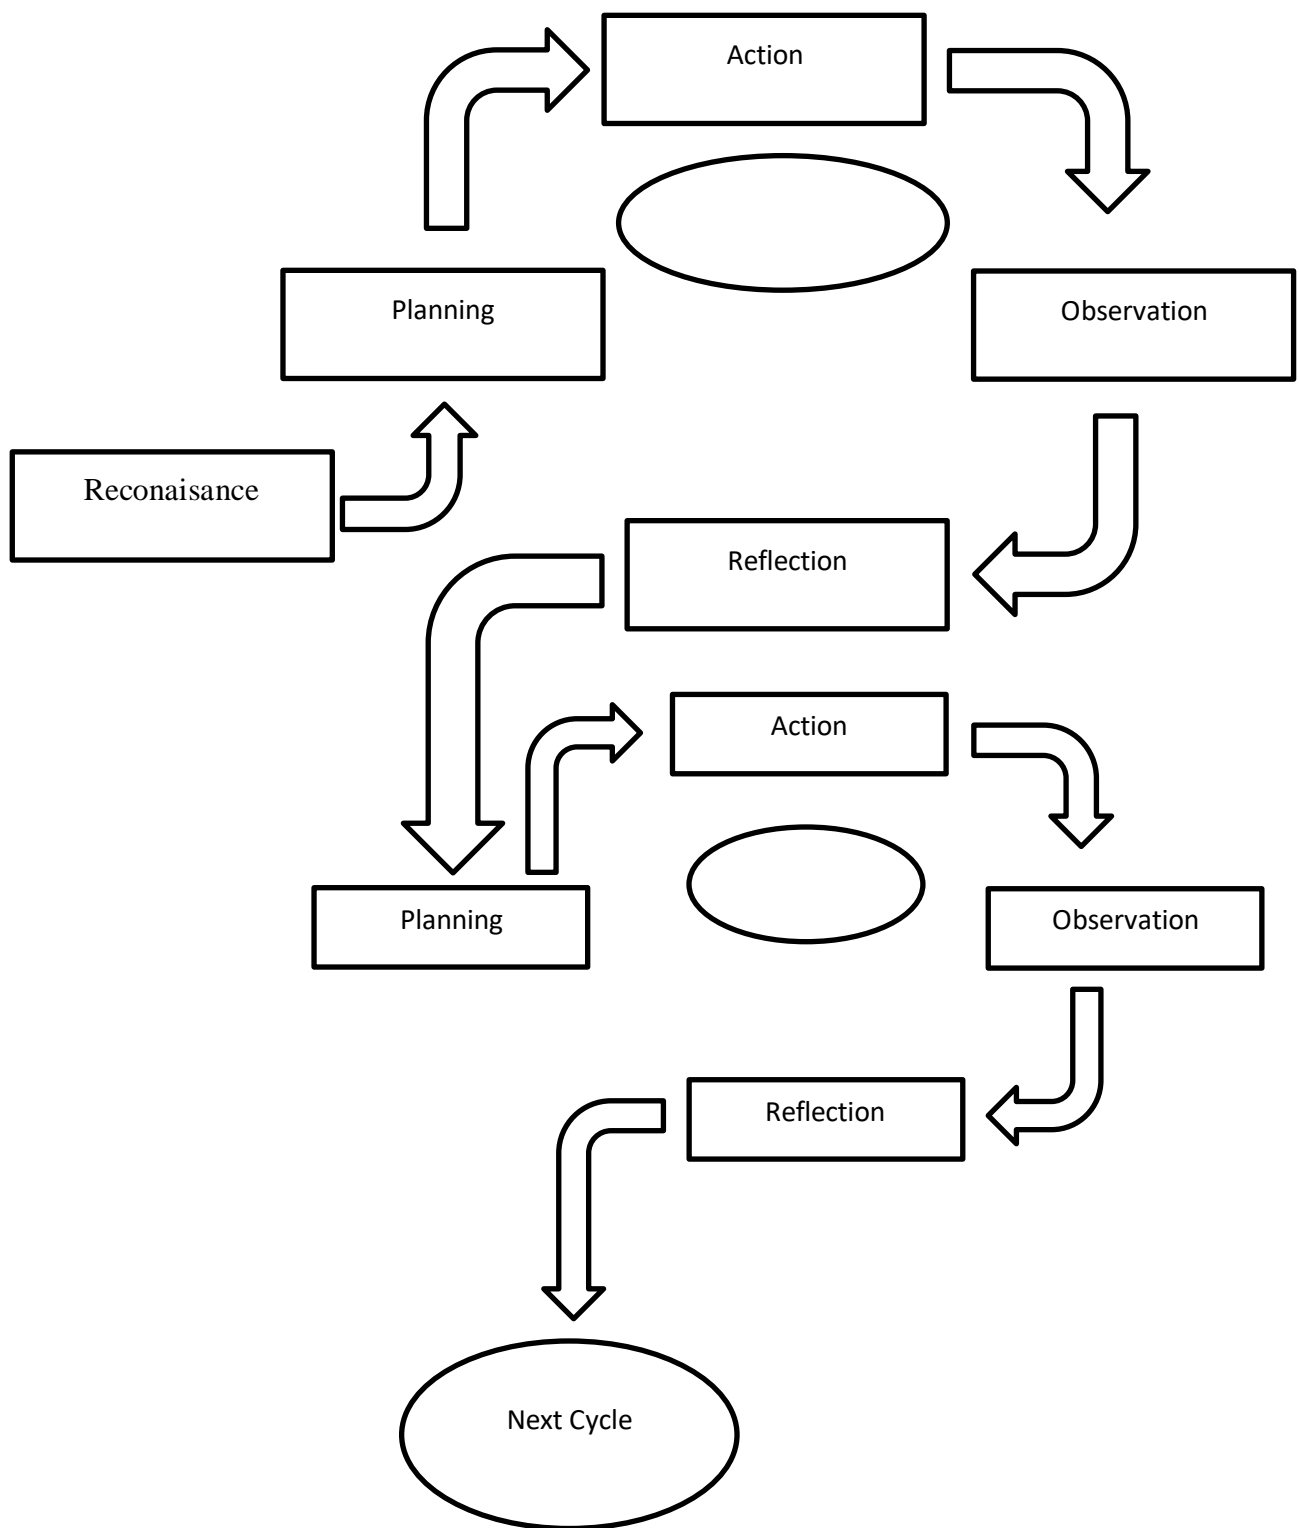 Action
Planning
Observation
Reconaisance
Reflection
Action
Planning
Observation
Reflection
Next Cycle